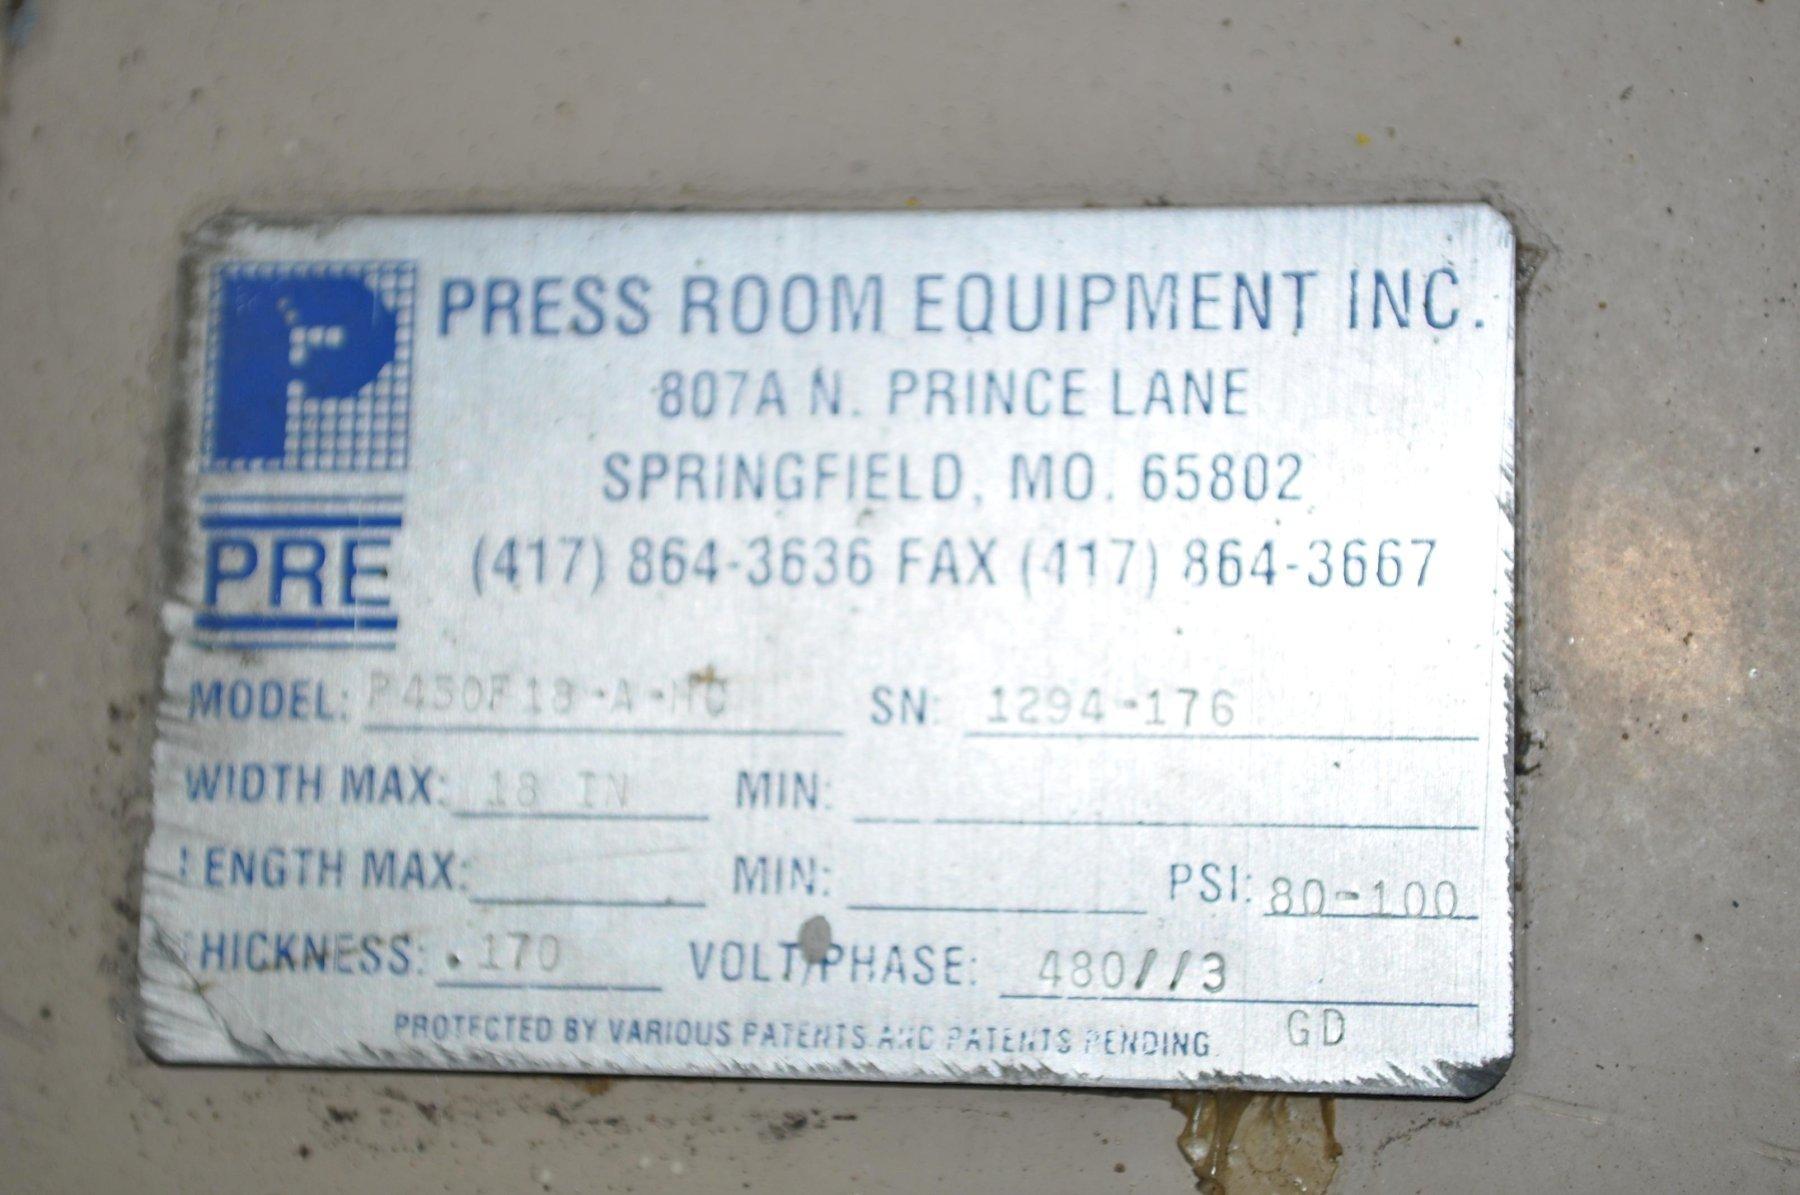 P PRESS ROOM EQUIPMENT INC.
807A N. PRINCE LANE
SPRINGFIELD, MO. 65802
PRE (417) 864-3636 FAX (417) 864-3667
MODEL: SN: 1294-176
WIDTH MAX: 18 IN MIN:
LENGTH MAX: MIN: PSI: 80-100
THICKNESS: .170 VOLT/PHASE: 480//3
PROTECTED BY VARIOUS PATENTS AND PATENTS PENDING GD